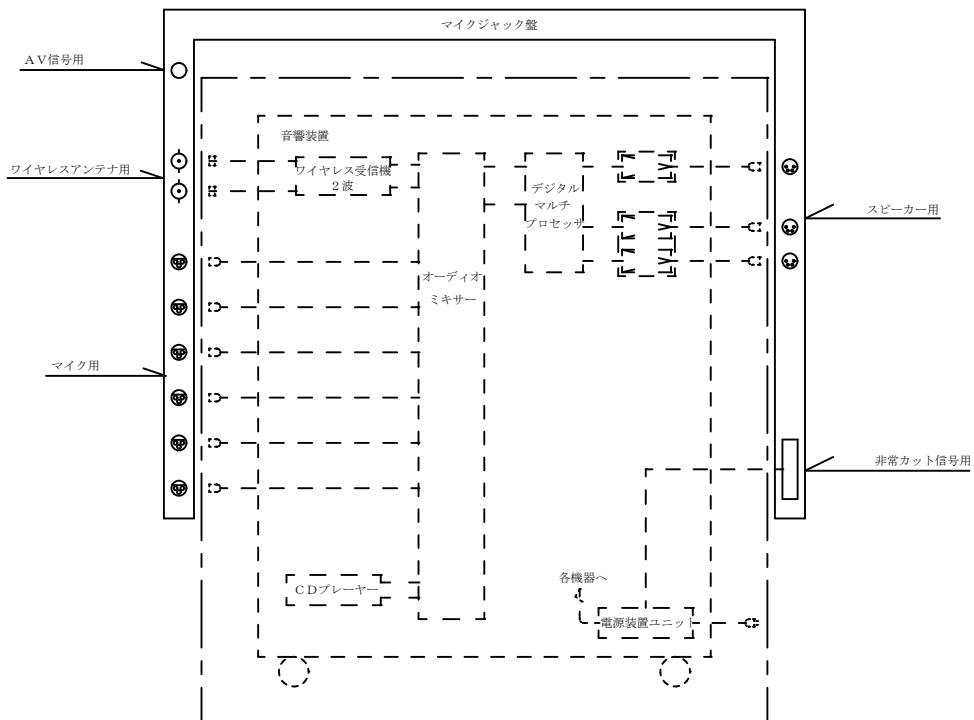 マイクジャック盤
AV信号用
音響装置
ワイヤレスアンテナ用
ワイヤレス受信機
2波
デジタル
マルチ
プロセッサ
スピーカー用
オーディオ
ミキサー
マイク用
非常カット信号用
CDプレーヤー
各機器へ
電源装置ユニット